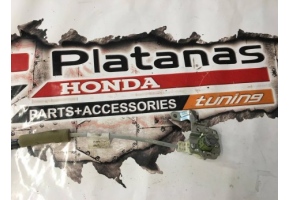 Platanas
HONDA
PARTS+ACCESSORIES
tuning